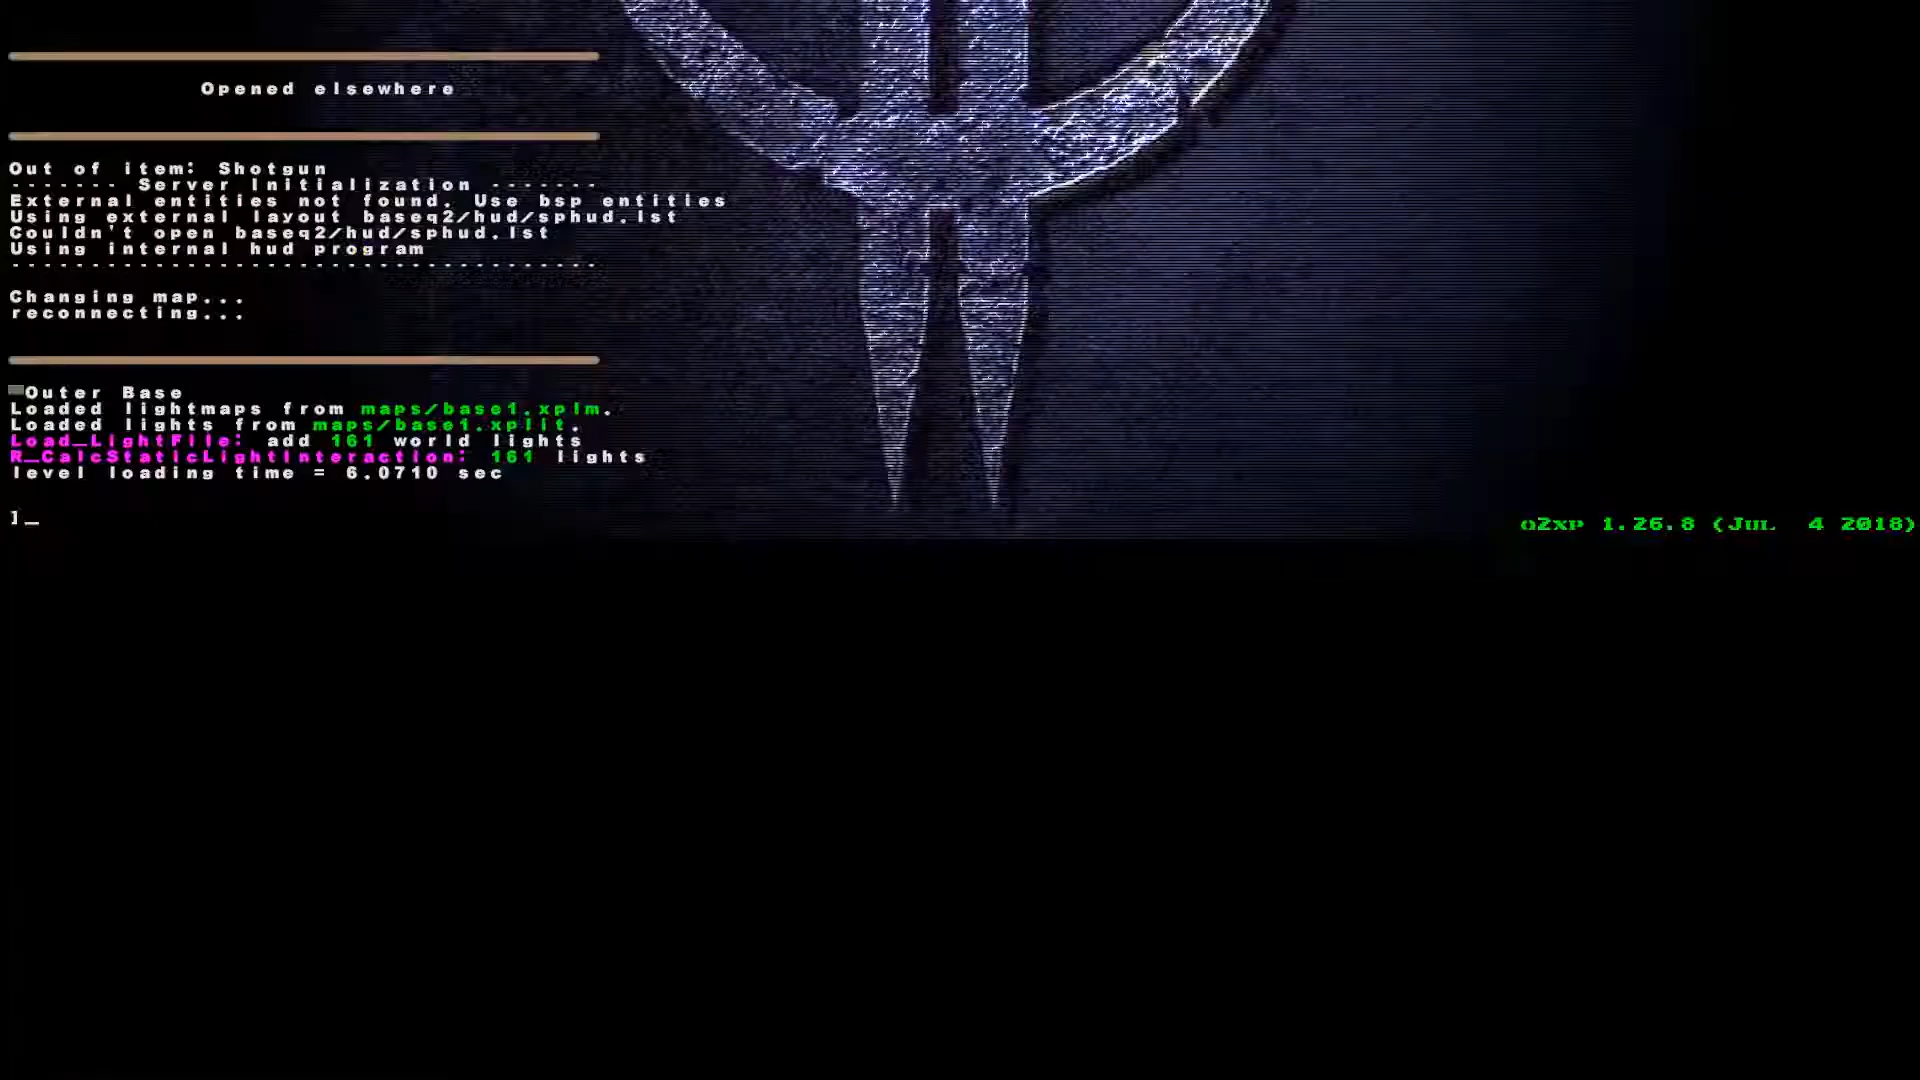 Opened elsewhere
Out of item: Shotgun
------- Server Initialization -------
External entities not found. Use bsp entities
Using external layout baseq2/hud/sphud.lst
Couldn't open baseq2/hud/sphud.lst
Using internal hud program
-------------------------------------
Changing map...
reconnecting...
Outer Base
Loaded lightmaps from maps/base1.xplm.
Loaded lights from maps/base1.xplit.
Load_LightFile: add 161 world lights
R_CalcStaticLightInteraction: 161 lights
level loading time = 6.0710 sec
]_
q2xp 1.26.8 (Jul  4 2018)